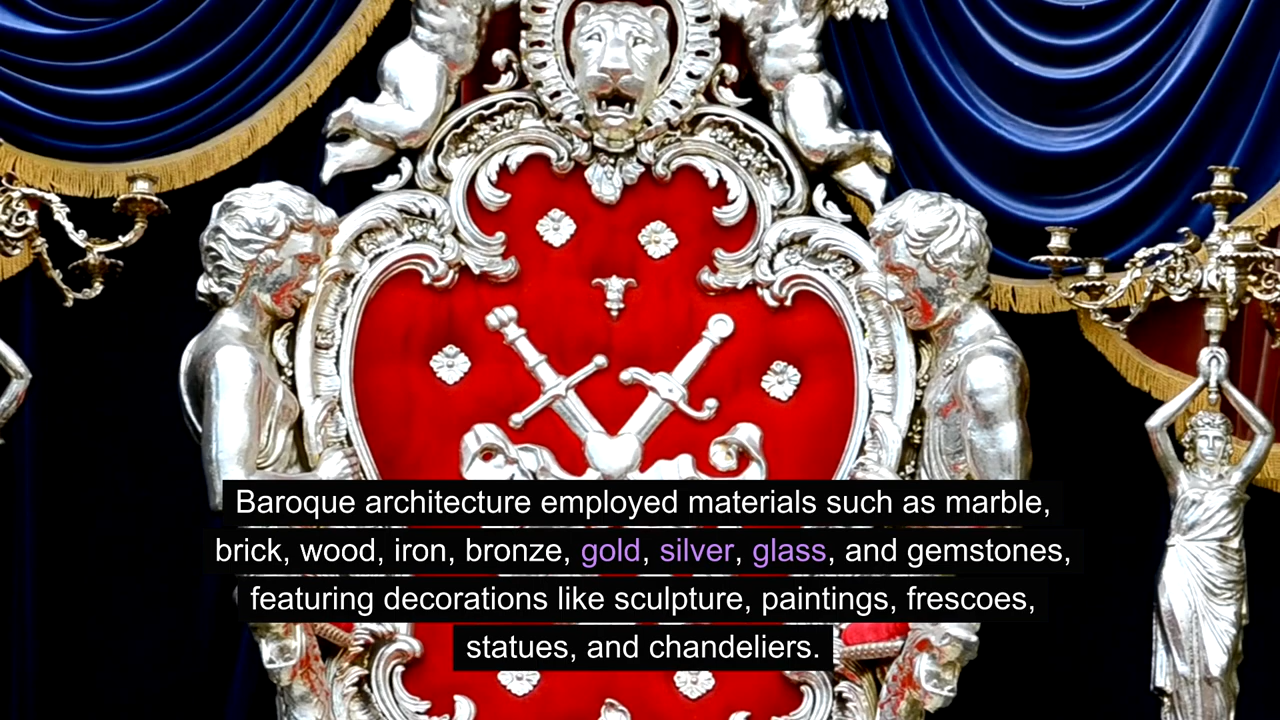 Baroque architecture employed materials such as marble,
brick, wood, iron, bronze, gold, silver, glass, and gemstones,
featuring decorations like sculpture, paintings, frescoes,
statues, and chandeliers.